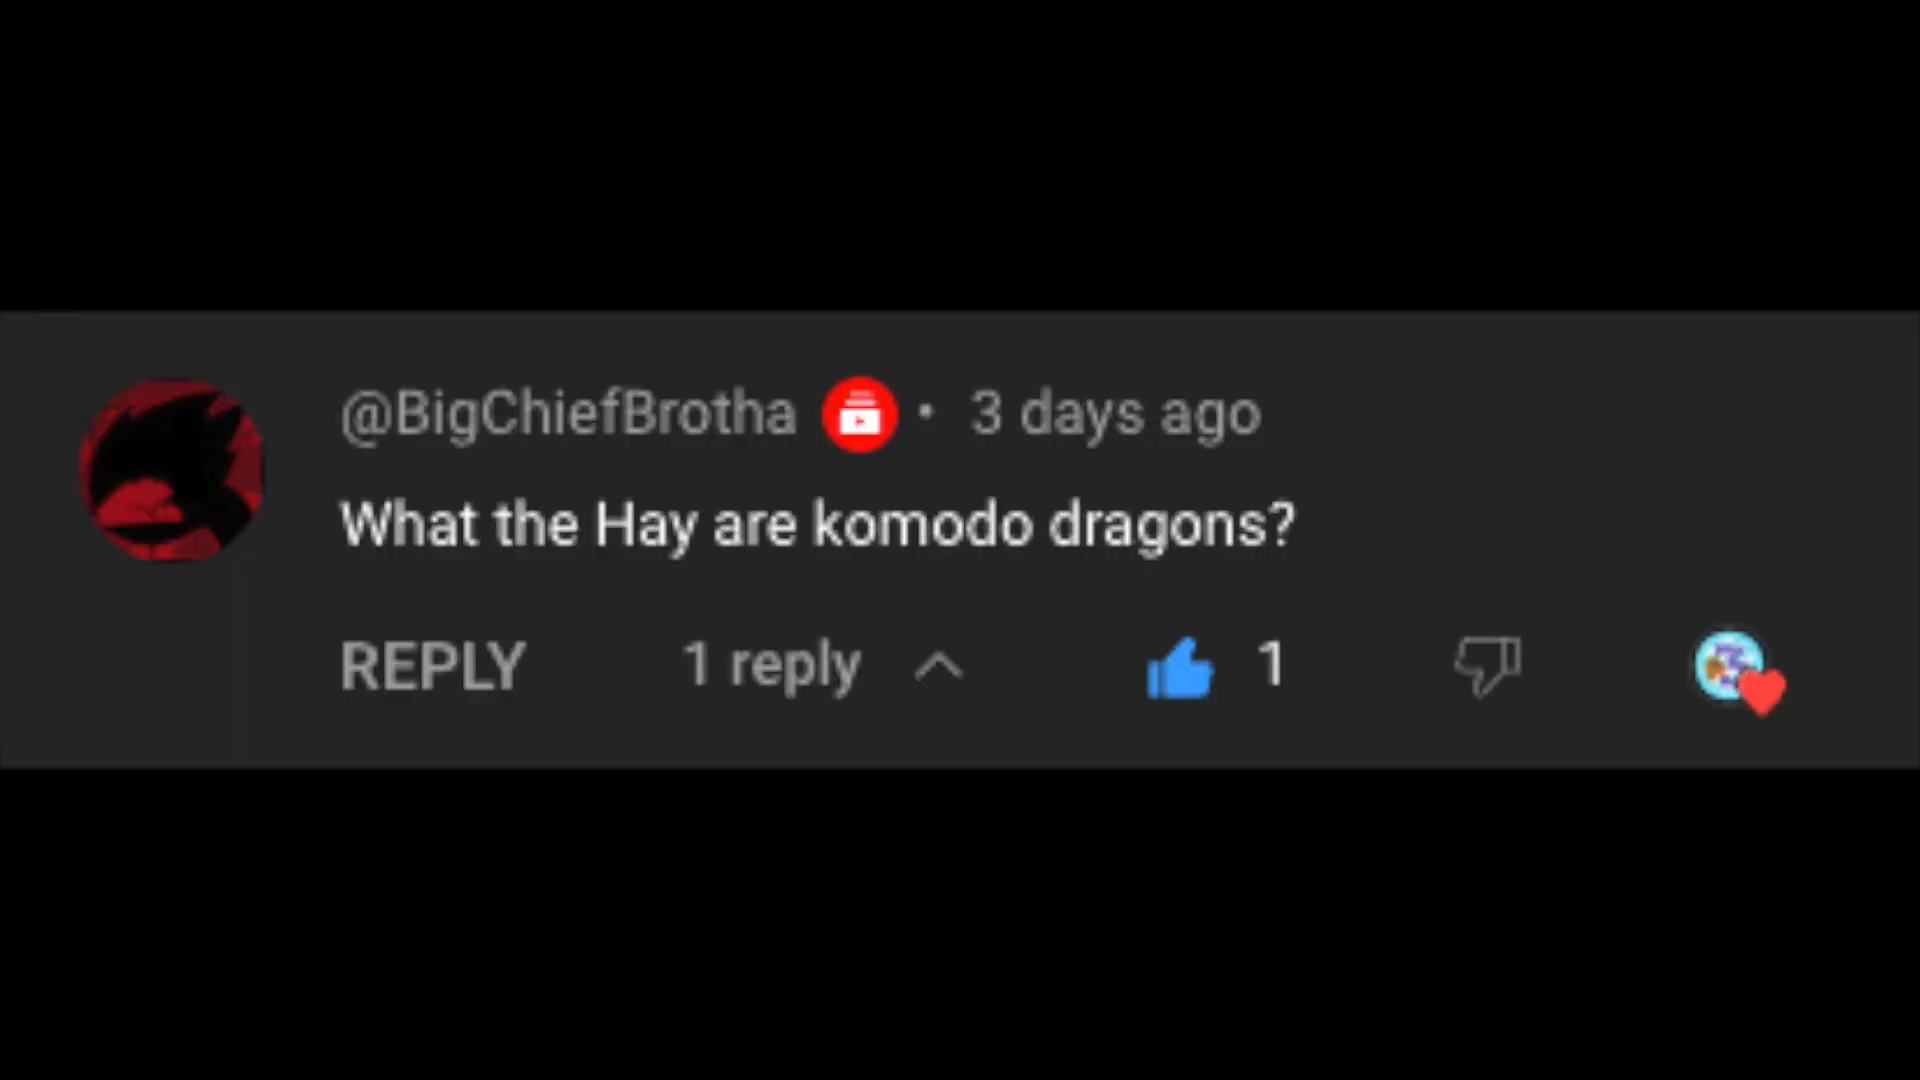 @BigChiefBrotha • 3 days ago
What the Hay are komodo dragons?
REPLY 1 reply 1